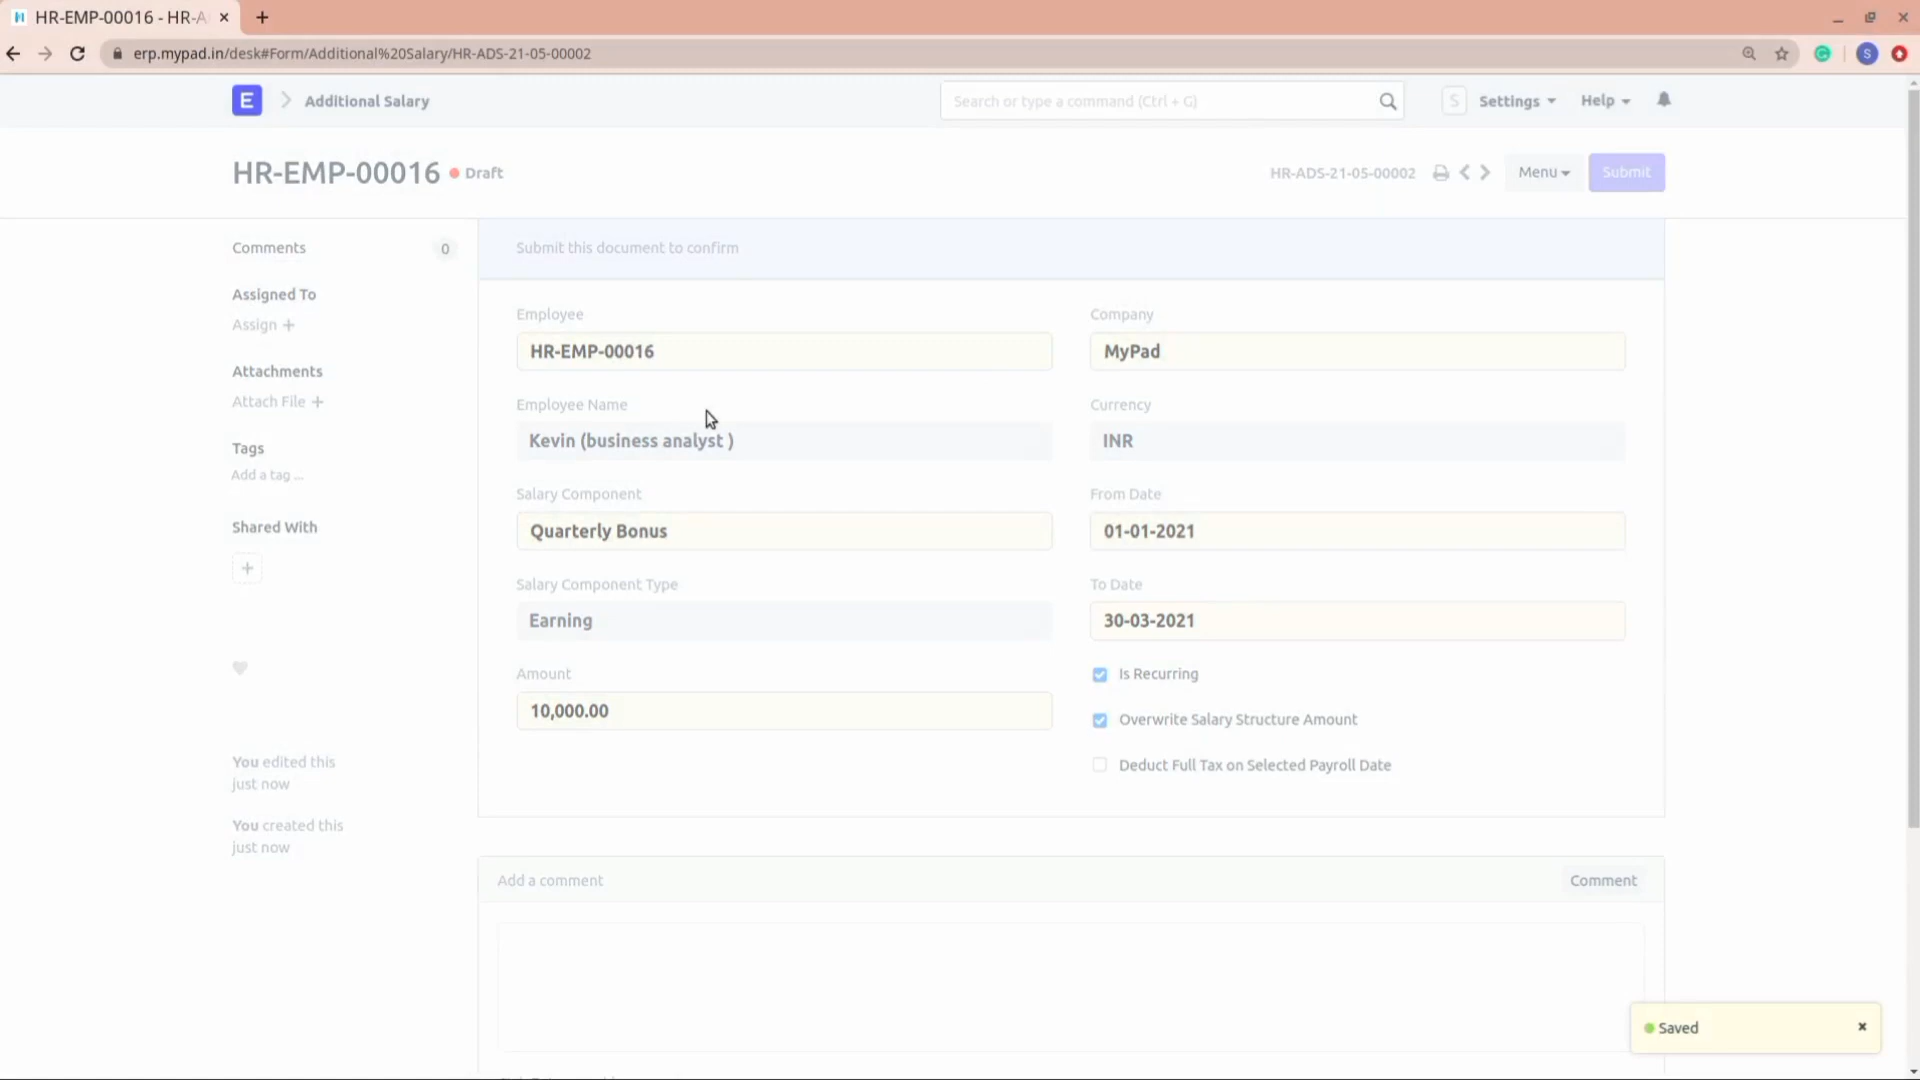 HR-EMP-00016 - HR-A
erp.mypad.in/desk#Form/Additional%20Salary/HR-ADS-21-05-00002
S
E
Additional Salary
Search or type a command (Ctrl + G)
S
Settings
Help
HR-EMP-00016
Draft
HR-ADS-21-05-00002
Menu
Submit
Comments
0
Assigned To
Assign +
Attachments
Attach File +
Tags
Add a tag ...
Shared With
+
You edited this
just now
You created this
just now
Submit this document to confirm
Employee
HR-EMP-00016
Employee Name
Kevin (business analyst )
Salary Component
Quarterly Bonus
Salary Component Type
Earning
Amount
10,000.00
Company
MyPad
Currency
INR
From Date
01-01-2021
To Date
30-03-2021
Is Recurring
Overwrite Salary Structure Amount
Deduct Full Tax on Selected Payroll Date
Add a comment
Comment
Saved